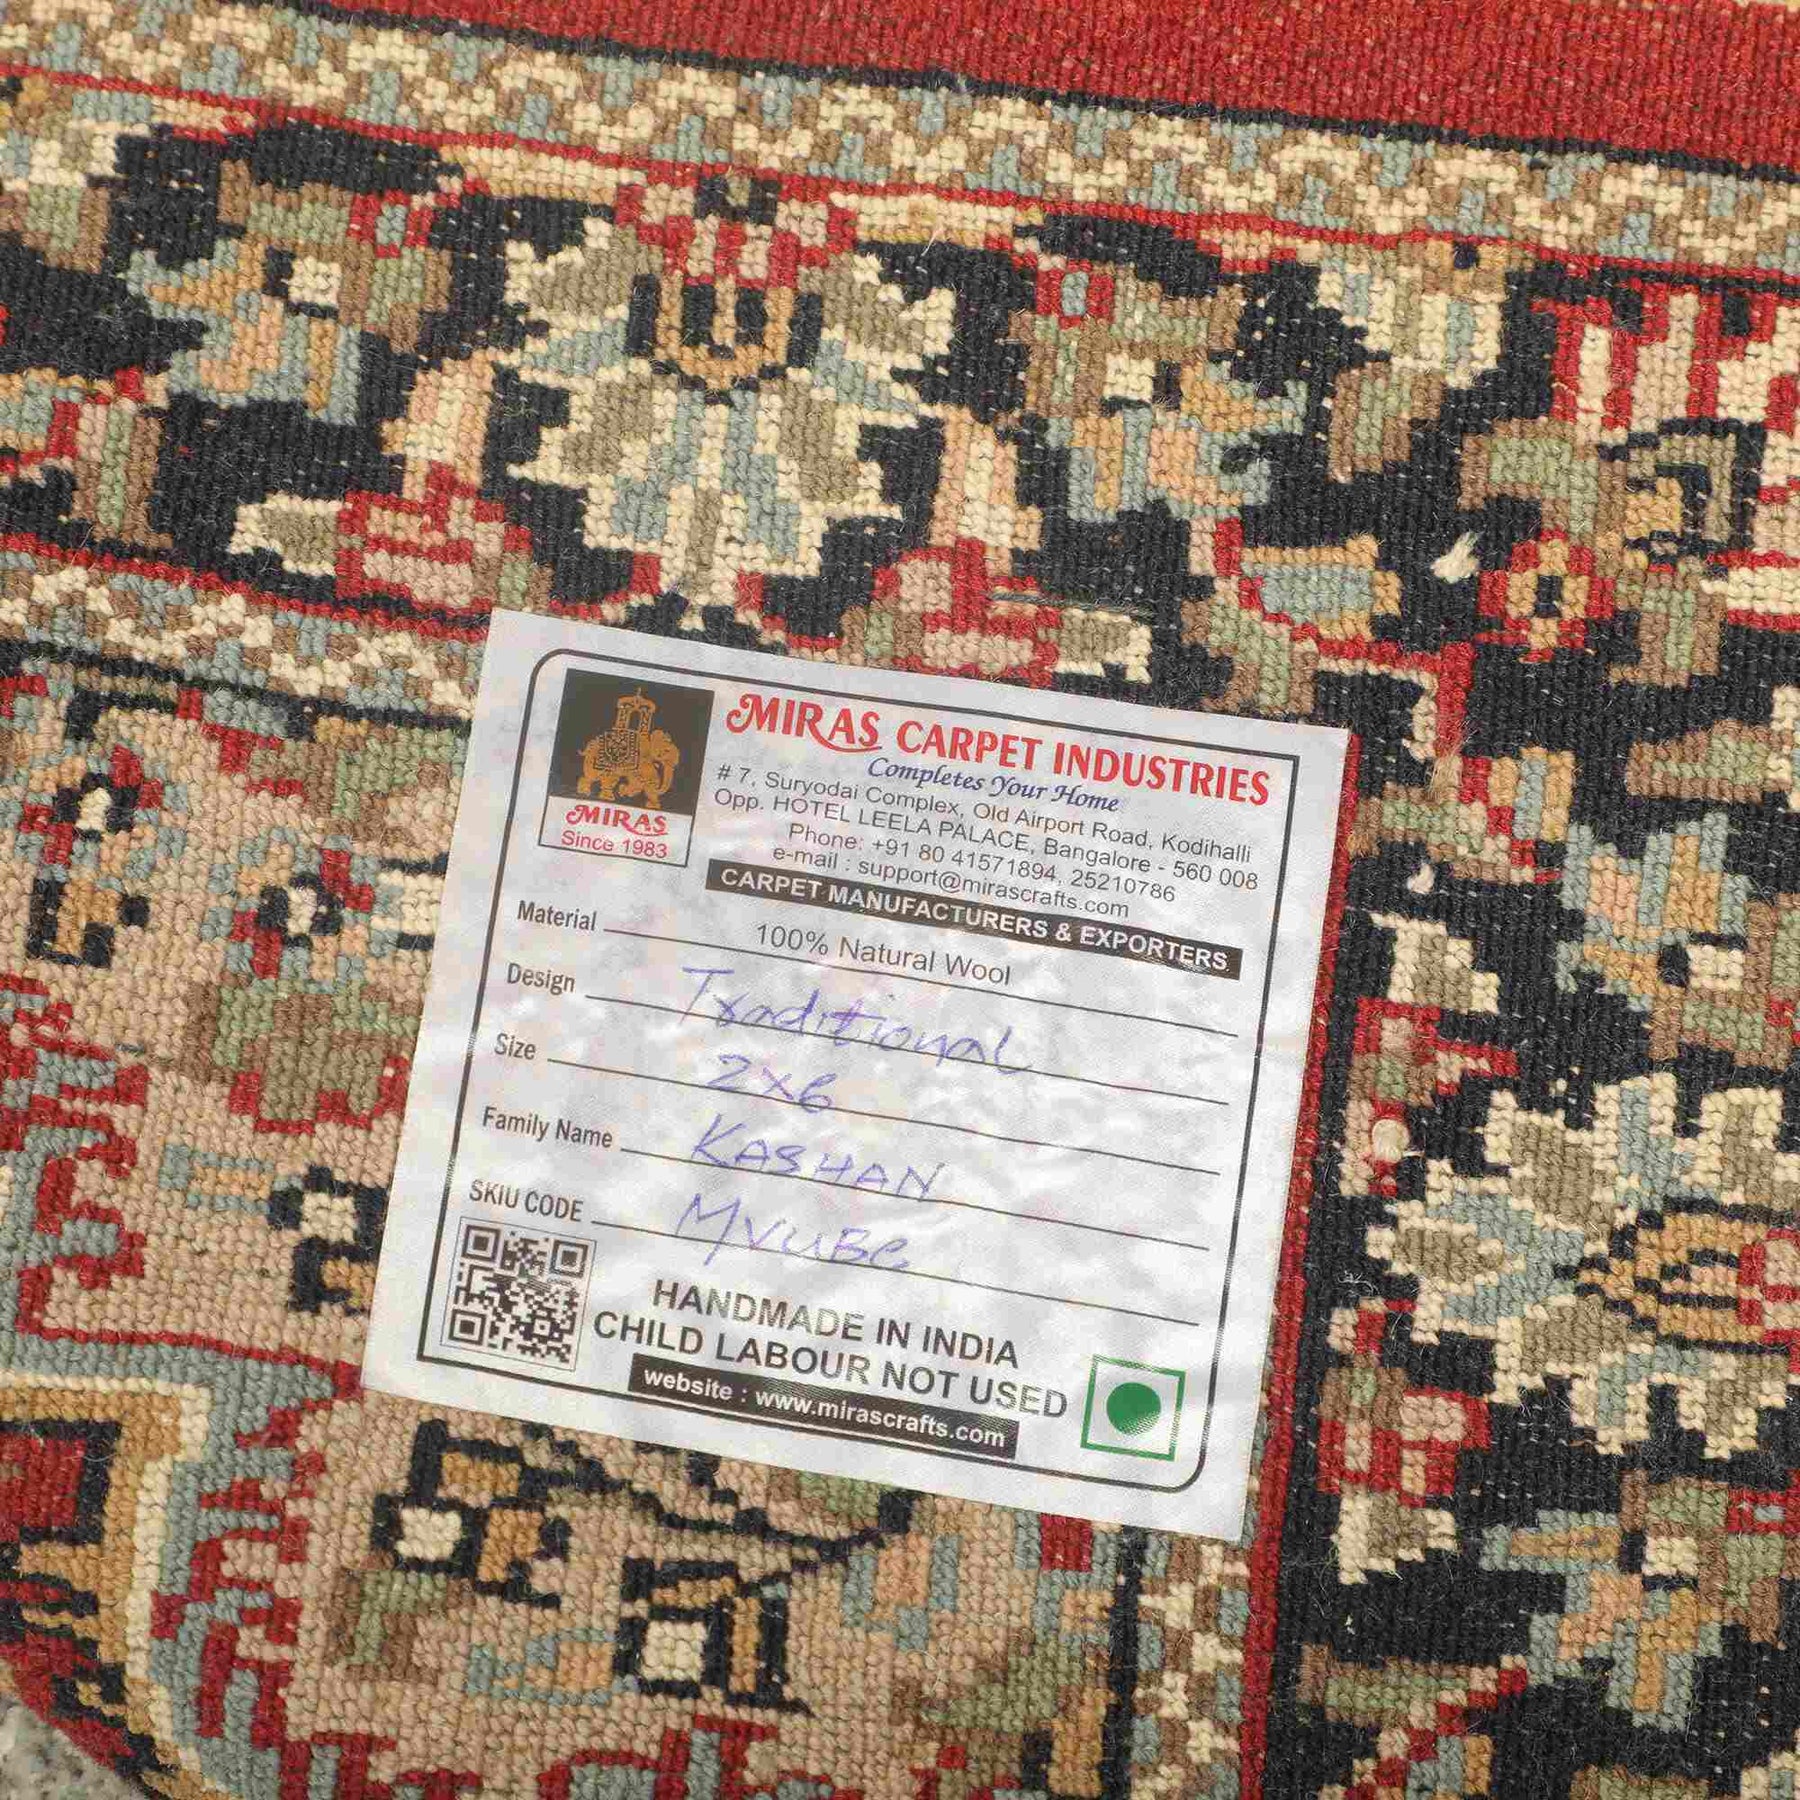 MIRAS
Since 1983
MIRAS CARPET INDUSTRIES
Completes Your Home
# 7, Suryodai Complex, Old Airport Road, Kodihalli
Opp. HOTEL LEELA PALACE, Bangalore - 560 008
Phone: +91 80 41571894, 25210786
e-mail : support@mirascrafts.com
CARPET MANUFACTURERS & EXPORTERS
Material 100% Natural Wool
Design Traditional
Size 2x6
Family Name KASHAN
SKIU CODE MVUBE
HANDMADE IN INDIA
CHILD LABOUR NOT USED
website : www.mirascrafts.com